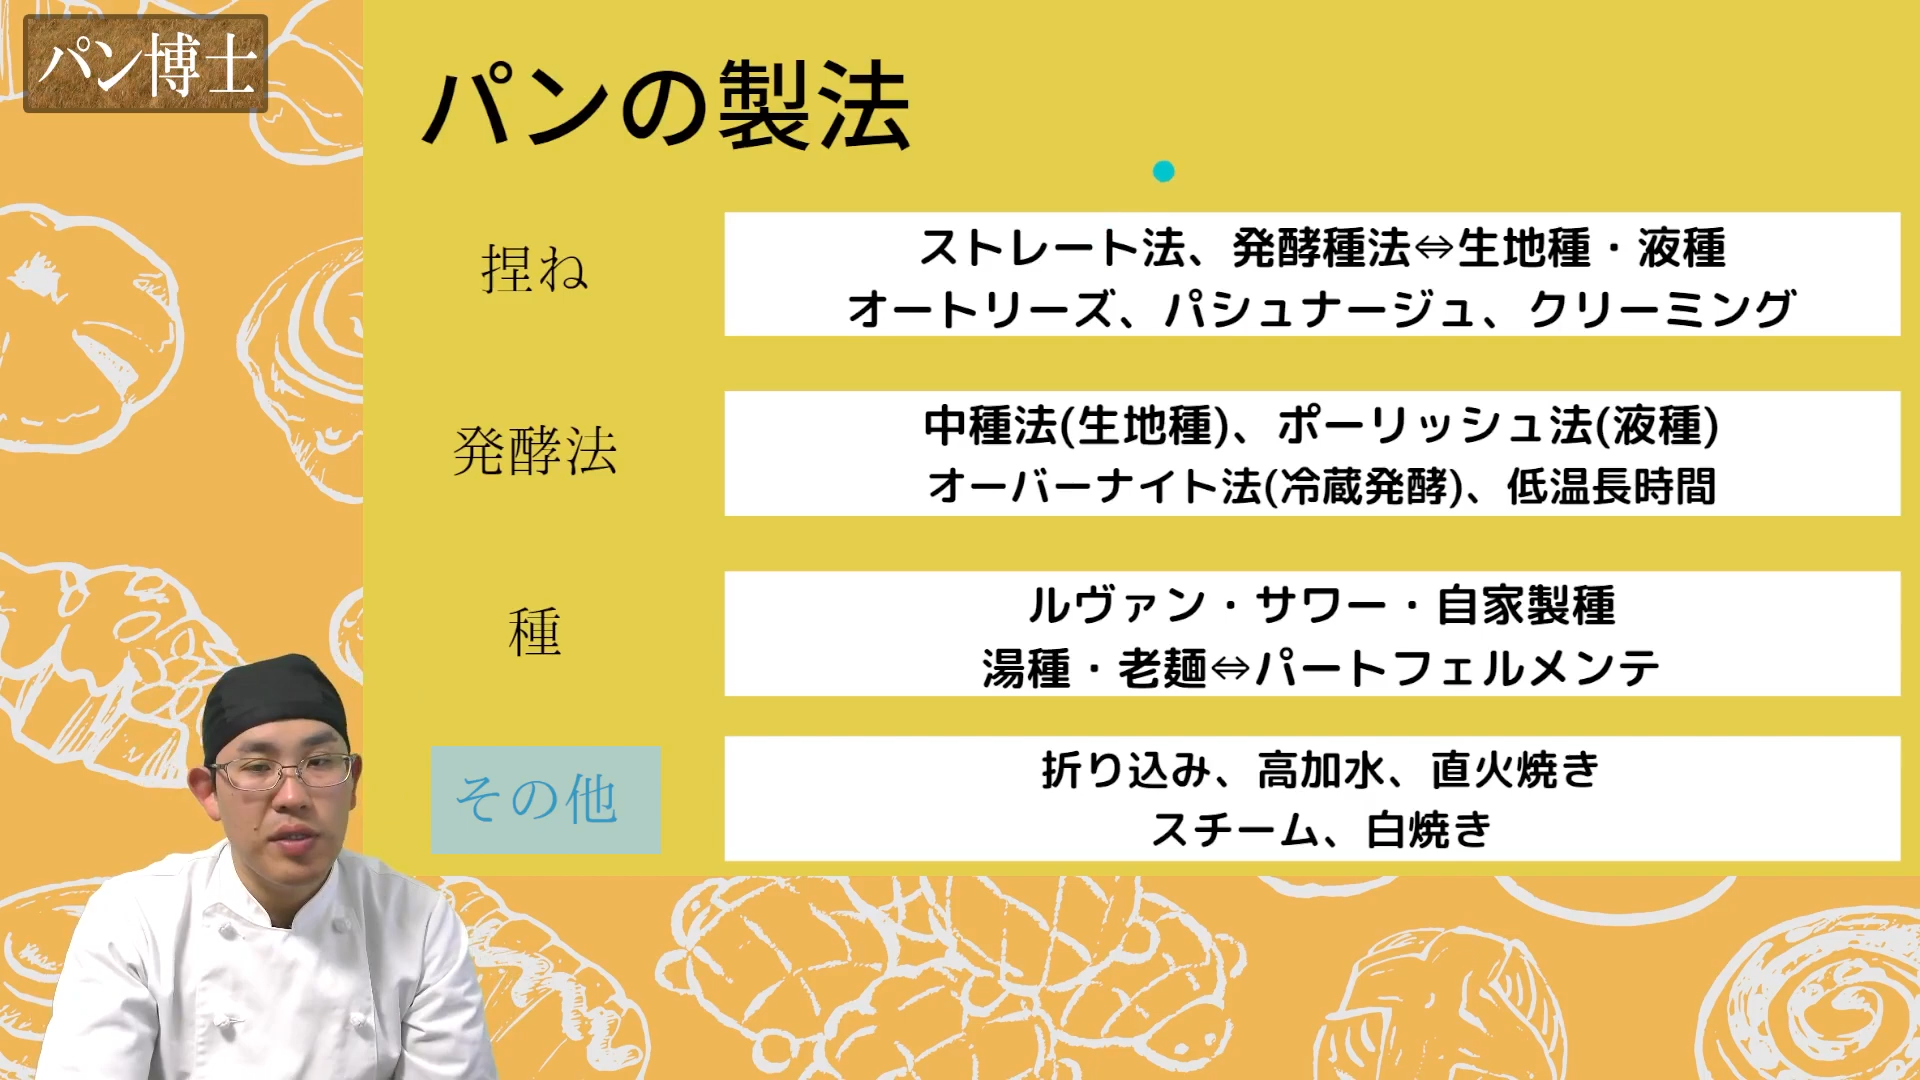 パン博士
パンの製法
捏ね
ストレート法、発酵種法⇔生地種・液種
オートリーズ、パシュナージュ、クリーミング
発酵法
中種法(生地種)、ポーリッシュ法(液種)
オーバーナイト法(冷蔵発酵)、低温長時間
種
ルヴァン・サワー・自家製種
湯種・老麺⇔パートフェルメンテ
その他
折り込み、高加水、直火焼き
スチーム、白焼き